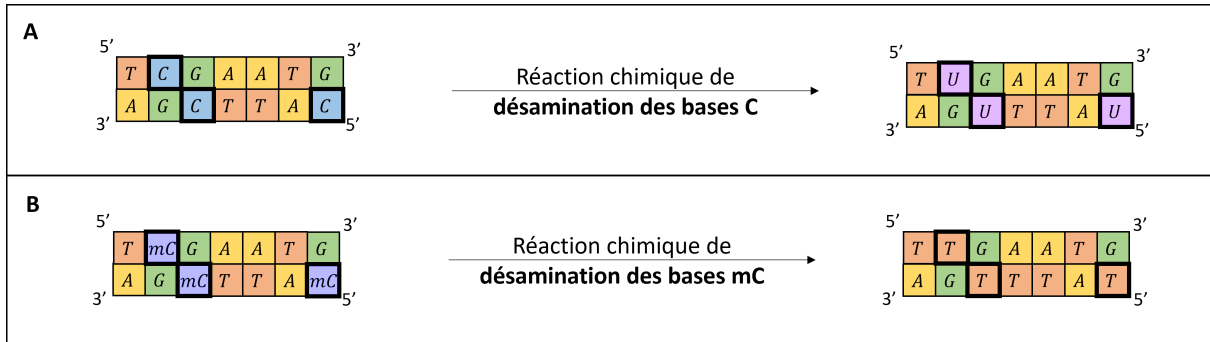 A
5’ 3’
T C G A A T G
A G C T T A C
3’ 5’
Réaction chimique de
désamination des bases C
5’ 3’
T U G A A T G
A G U T T A U
3’ 5’
B
5’ 3’
T mC G A A T G
A G mC T T A mC
3’ 5’
Réaction chimique de
désamination des bases mC
5’ 3’
T T G A A T G
A G T T T A T
3’ 5’